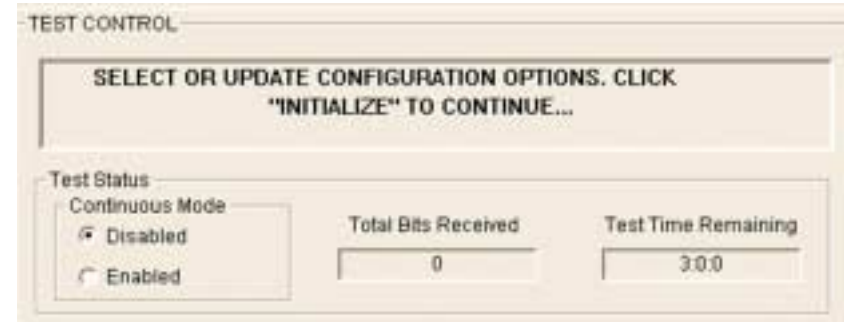 TEST CONTROL
SELECT OR UPDATE CONFIGURATION OPTIONS. CLICK
"INITIALIZE" TO CONTINUE...
Test Status
Continuous Mode
Disabled
Enabled
Total Bits Received
0
Test Time Remaining
3:0:0